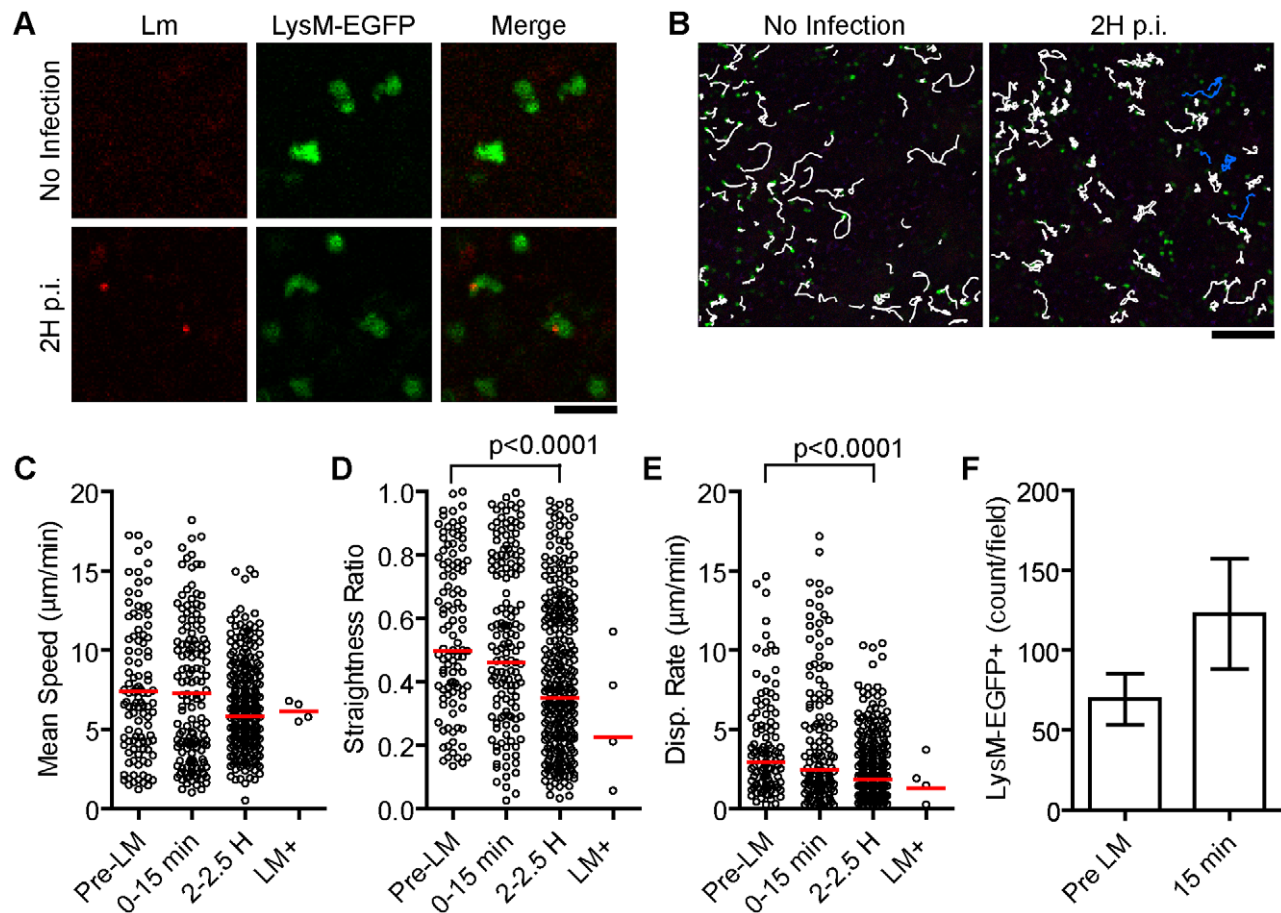 A
Lm
LysM-EGFP
Merge
No Infection
2H p.i.
B
No Infection
2H p.i.
C
Mean Speed (μm/min)
20
15
10
5
0
Pre-LM
0-15 min
2-2.5 H
LM+
D
p<0.0001
Straightness Ratio
1.0
0.8
0.6
0.4
0.2
0.0
Pre-LM
0-15 min
2-2.5 H
LM+
E
p<0.0001
Disp. Rate (μm/min)
20
15
10
5
0
Pre-LM
0-15 min
2-2.5 H
LM+
F
LysM-EGFP+ (count/field)
200
150
100
50
0
Pre LM
15 min